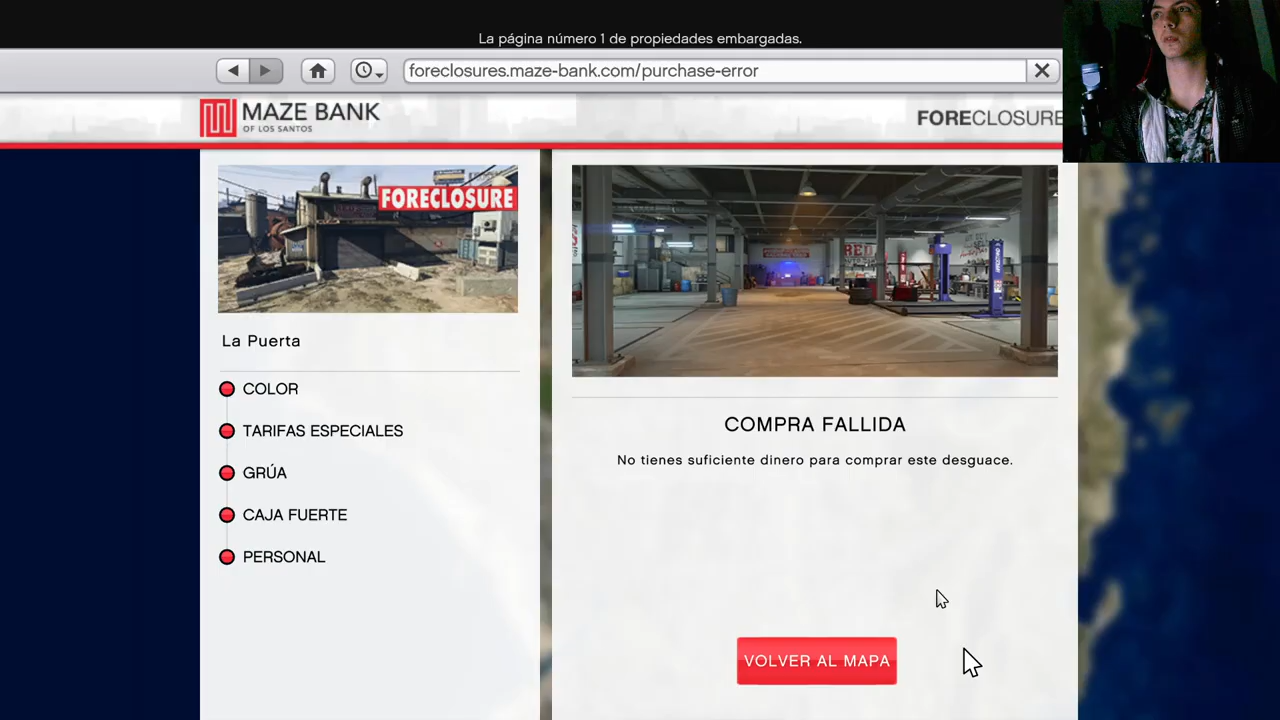 La página número 1 de propiedades embargadas.
foreclosures.maze-bank.com/purchase-error
MAZE BANK
OF LOS SANTOS
FORECLOSURE
FORECLOSURE
La Puerta
COLOR
TARIFAS ESPECIALES
GRÚA
CAJA FUERTE
PERSONAL
RED
COMPRA FALLIDA
No tienes suficiente dinero para comprar este desguace.
VOLVER AL MAPA